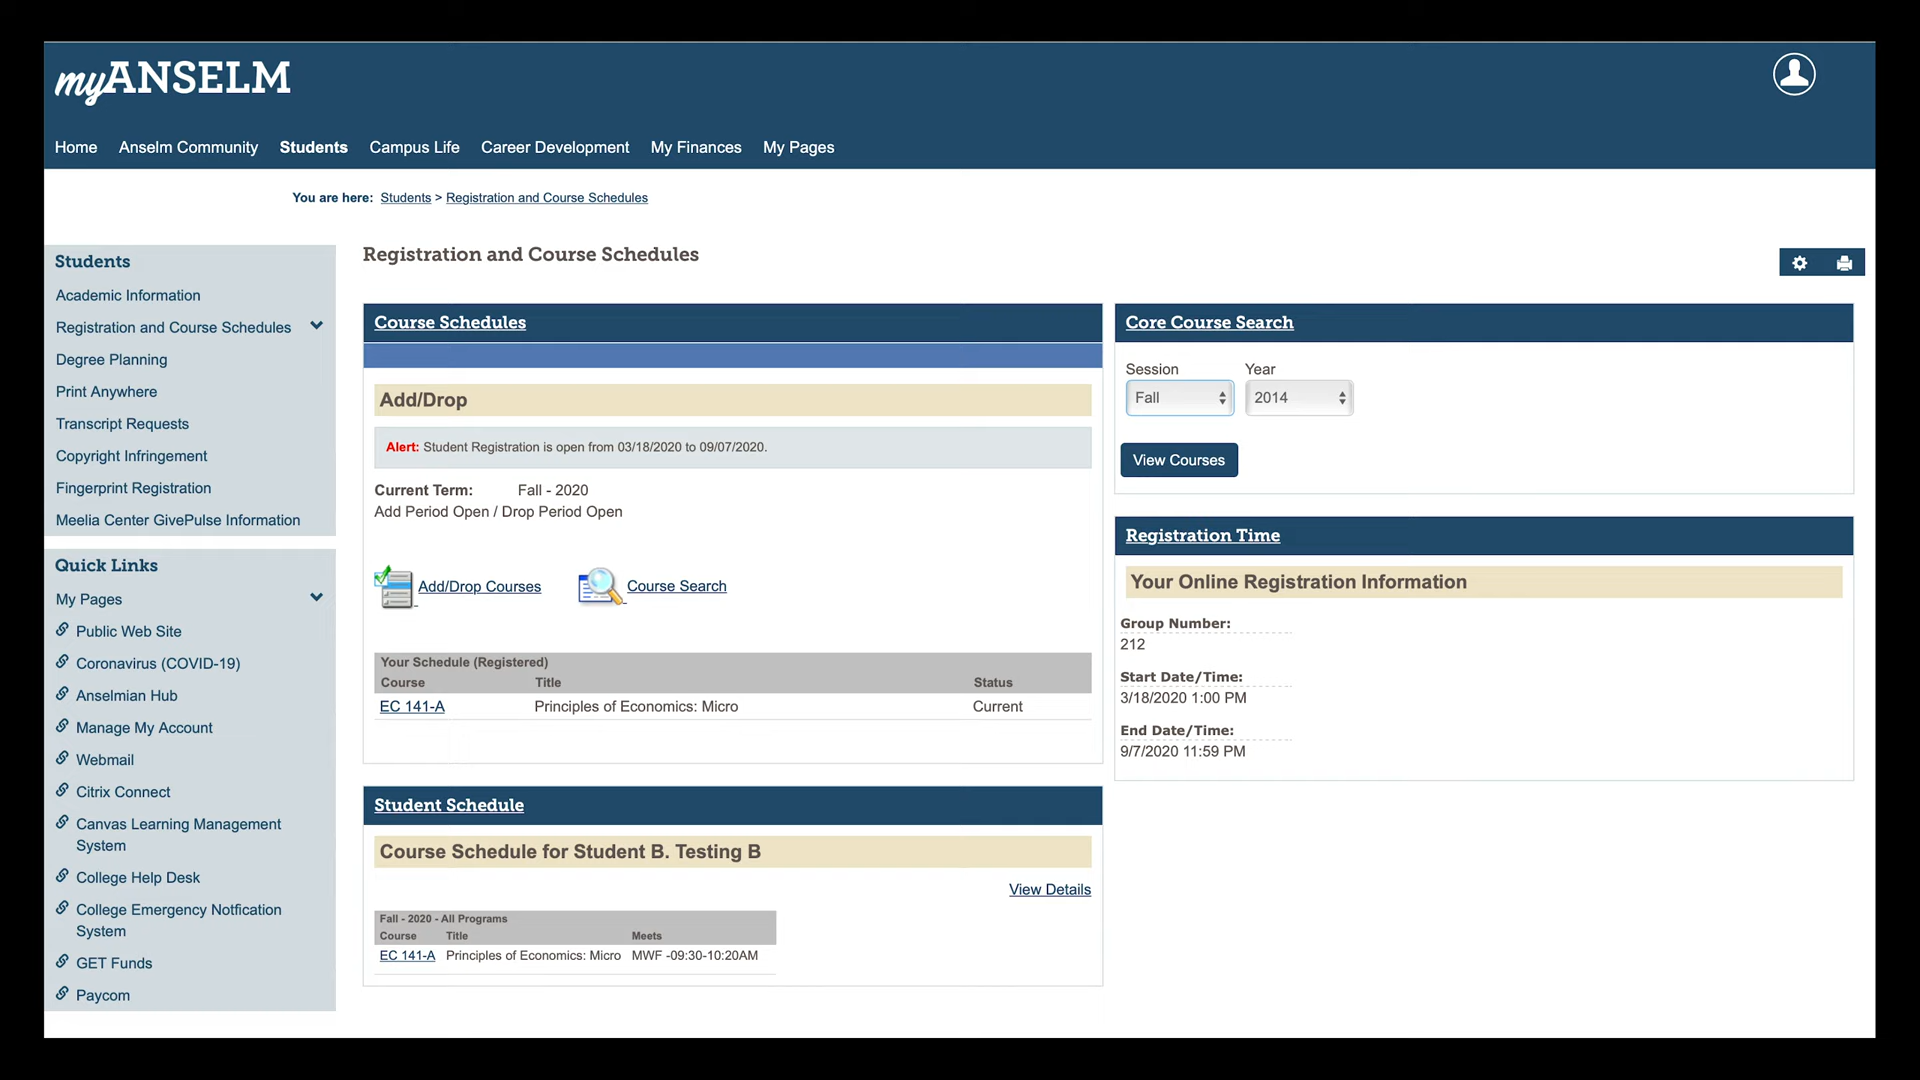 myANSELM
Home Anselm Community Students Campus Life Career Development My Finances My Pages
You are here: Students > Registration and Course Schedules
Students
Academic Information
Registration and Course Schedules
Degree Planning
Print Anywhere
Transcript Requests
Copyright Infringement
Fingerprint Registration
Meelia Center GivePulse Information
Quick Links
My Pages
Public Web Site
Coronavirus (COVID-19)
Anselmian Hub
Manage My Account
Webmail
Citrix Connect
Canvas Learning Management
System
College Help Desk
College Emergency Notfication
System
GET Funds
Paycom
Registration and Course Schedules
Course Schedules
Add/Drop
Alert: Student Registration is open from 03/18/2020 to 09/07/2020.
Current Term: Fall - 2020
Add Period Open / Drop Period Open
Add/Drop Courses Course Search
Your Schedule (Registered)
Course Title Status
EC 141-A Principles of Economics: Micro Current
Student Schedule
Course Schedule for Student B. Testing B
View Details
Fall - 2020 - All Programs
Course Title Meets
EC 141-A Principles of Economics: Micro MWF -09:30-10:20AM
Core Course Search
Session Year
Fall 2014
View Courses
Registration Time
Your Online Registration Information
Group Number:
212
Start Date/Time:
3/18/2020 1:00 PM
End Date/Time:
9/7/2020 11:59 PM